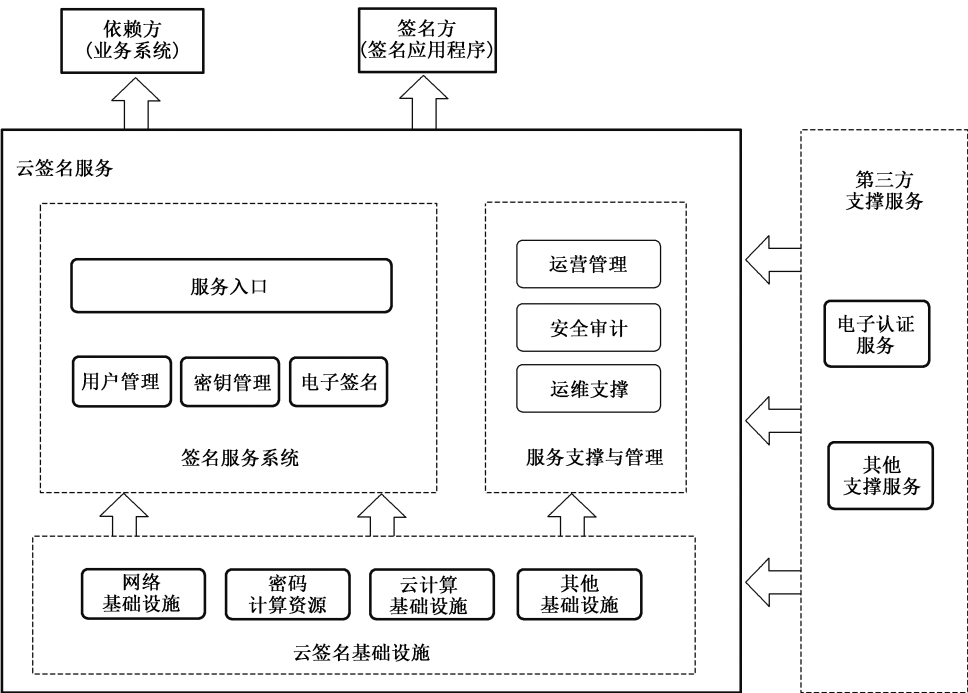 依赖方
(业务系统)
签名方
(签名应用程序)
云签名服务
服务入口
用户管理
密钥管理
电子签名
签名服务系统
运营管理
安全审计
运维支撑
服务支撑与管理
网络
基础设施
密码
计算资源
云计算
基础设施
其他
基础设施
云签名基础设施
第三方
支撑服务
电子认证
服务
其他
支撑服务